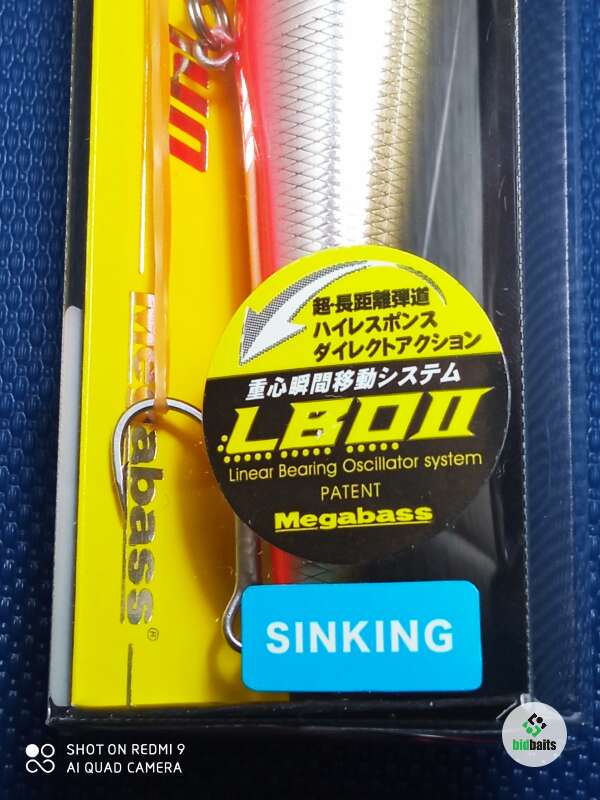 超・長距離弾道
ハイレスポンス
ダイレクトアクション
重心瞬間移動システム
LBOII
Linear Bearing Oscillator system
PATENT
Megabass
SINKING
Megabass®
SHOT ON REDMI 9
AI QUAD CAMERA
bidbaits